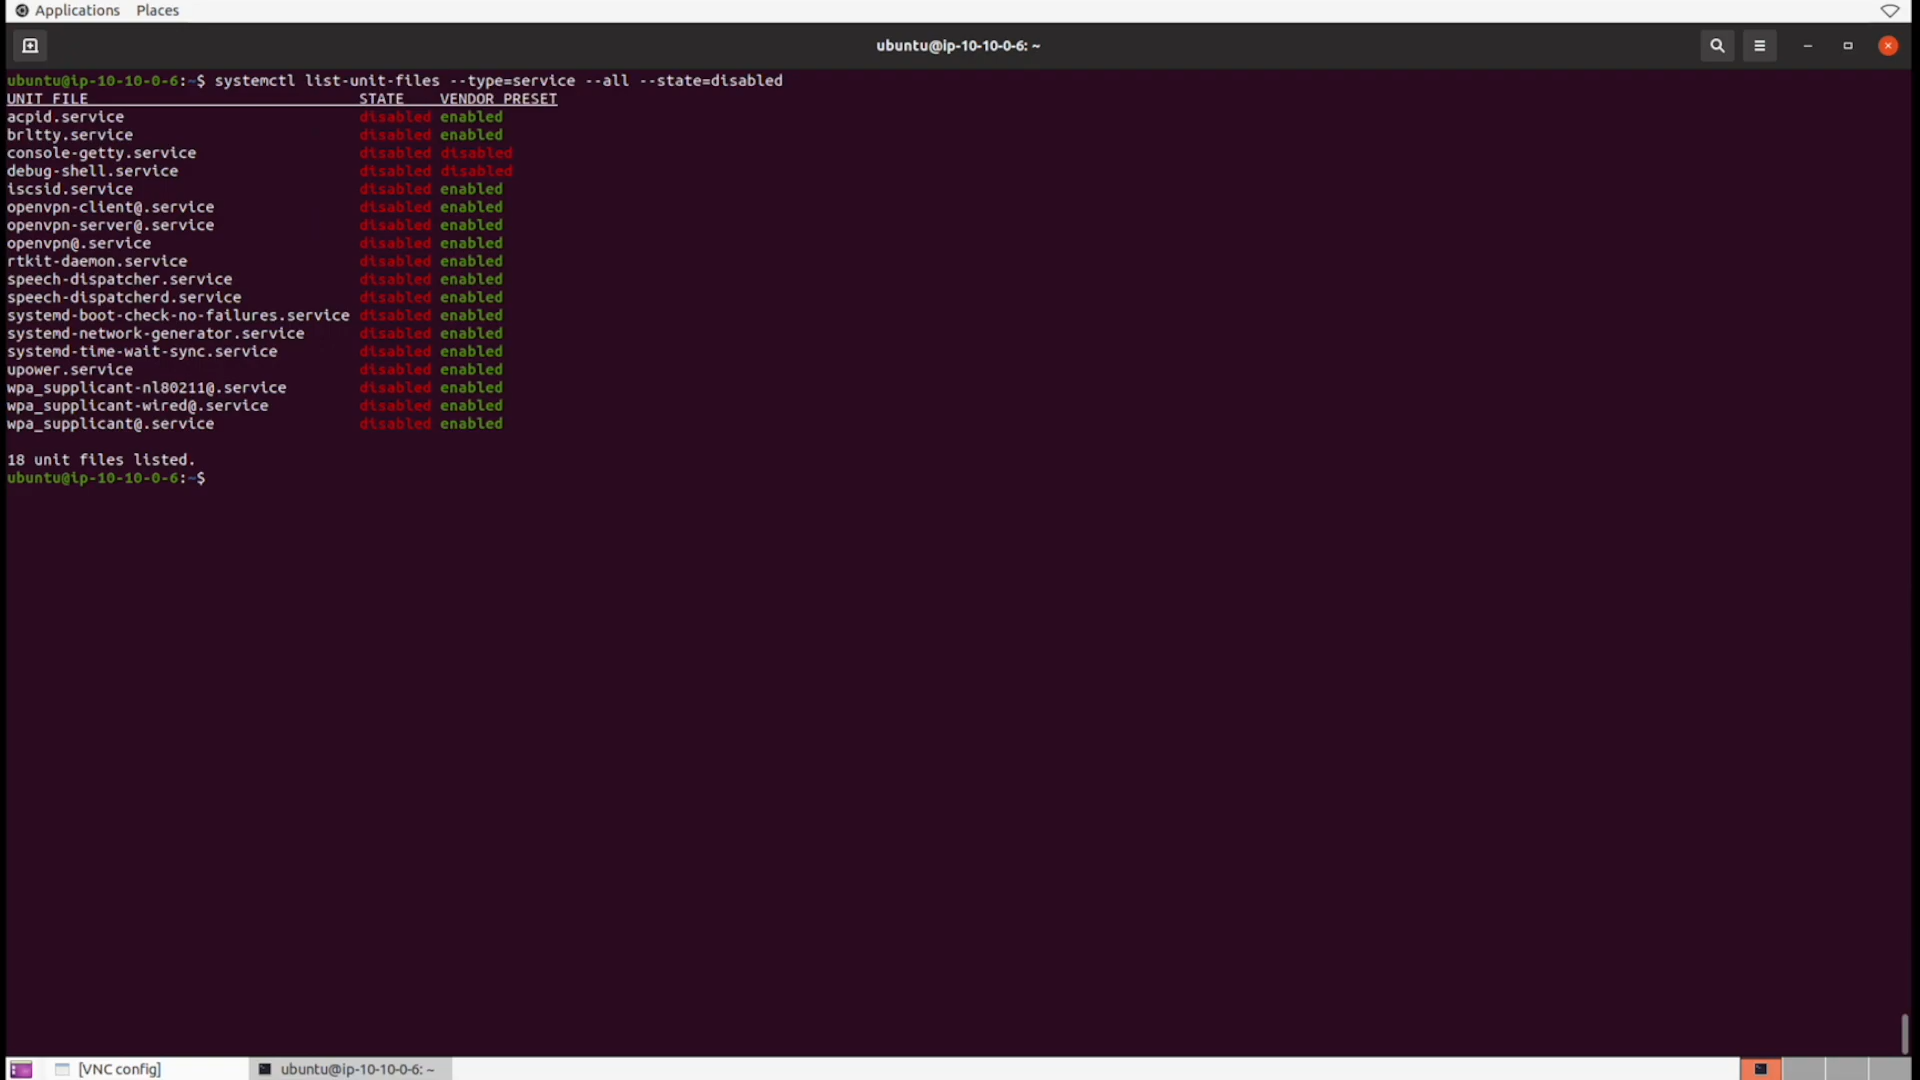 Applications Places
ubuntu@ip-10-10-0-6: ~
ubuntu@ip-10-10-0-6:~$ systemctl list-unit-files --type=service --all --state=disabled
UNIT FILE STATE VENDOR PRESET
acpid.service disabled enabled
brltty.service disabled enabled
console-getty.service disabled disabled
debug-shell.service disabled disabled
iscsid.service disabled enabled
openvpn-client@.service disabled enabled
openvpn-server@.service disabled enabled
openvpn@.service disabled enabled
rtkit-daemon.service disabled enabled
speech-dispatcher.service disabled enabled
speech-dispatcherd.service disabled enabled
systemd-boot-check-no-failures.service disabled enabled
systemd-network-generator.service disabled enabled
systemd-time-wait-sync.service disabled enabled
upower.service disabled enabled
wpa_supplicant-nl80211@.service disabled enabled
wpa_supplicant-wired@.service disabled enabled
wpa_supplicant@.service disabled enabled
18 unit files listed.
ubuntu@ip-10-10-0-6:~$
[VNC config] ubuntu@ip-10-10-0-6: ~